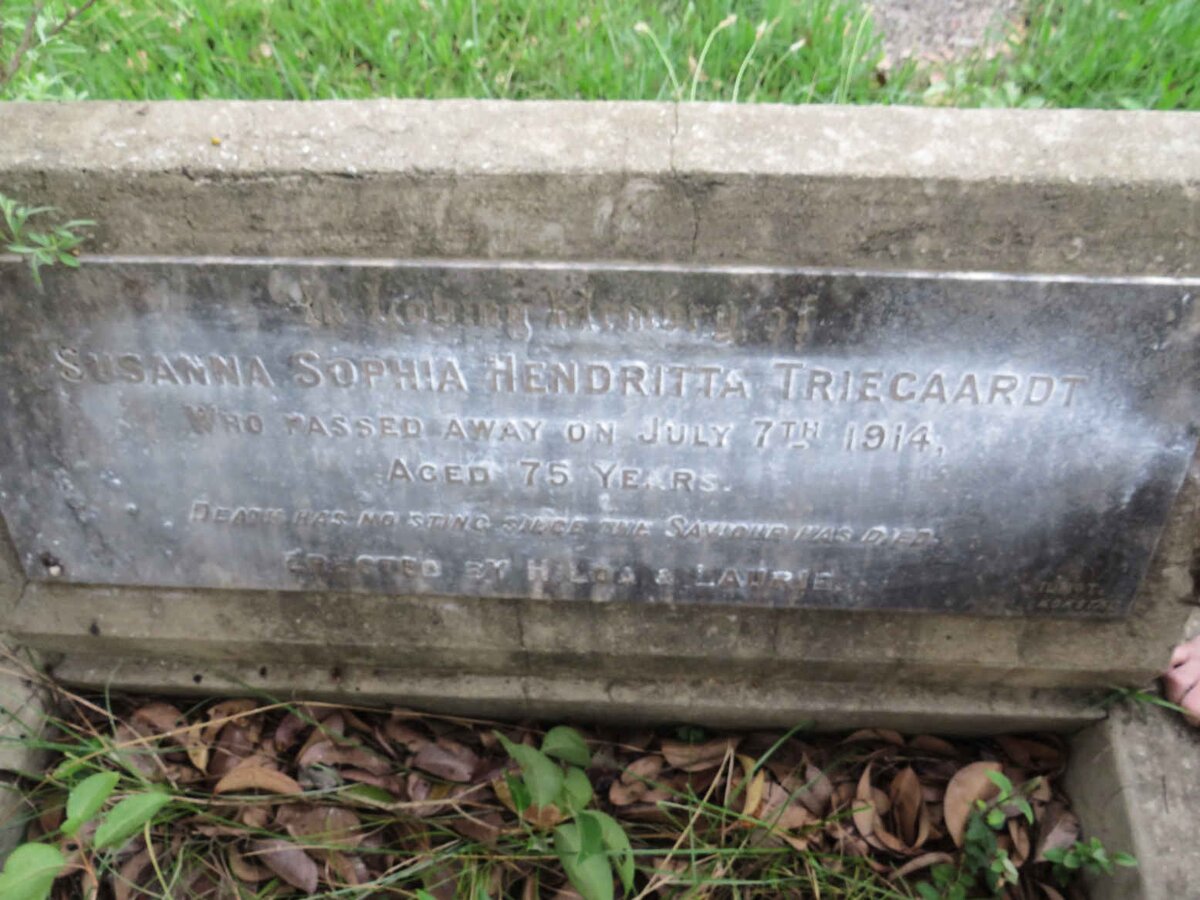 In Loving Memory of
SUSANNA SOPHIA HENDRITTA TRIEGAARDT
WHO PASSED AWAY ON JULY 7TH 1914,
AGED 75 YEARS.
DEATH HAS NO STING SINCE THE SAVIOUR HAS DIED.
ERECTED BY HILDA & LAURIE.